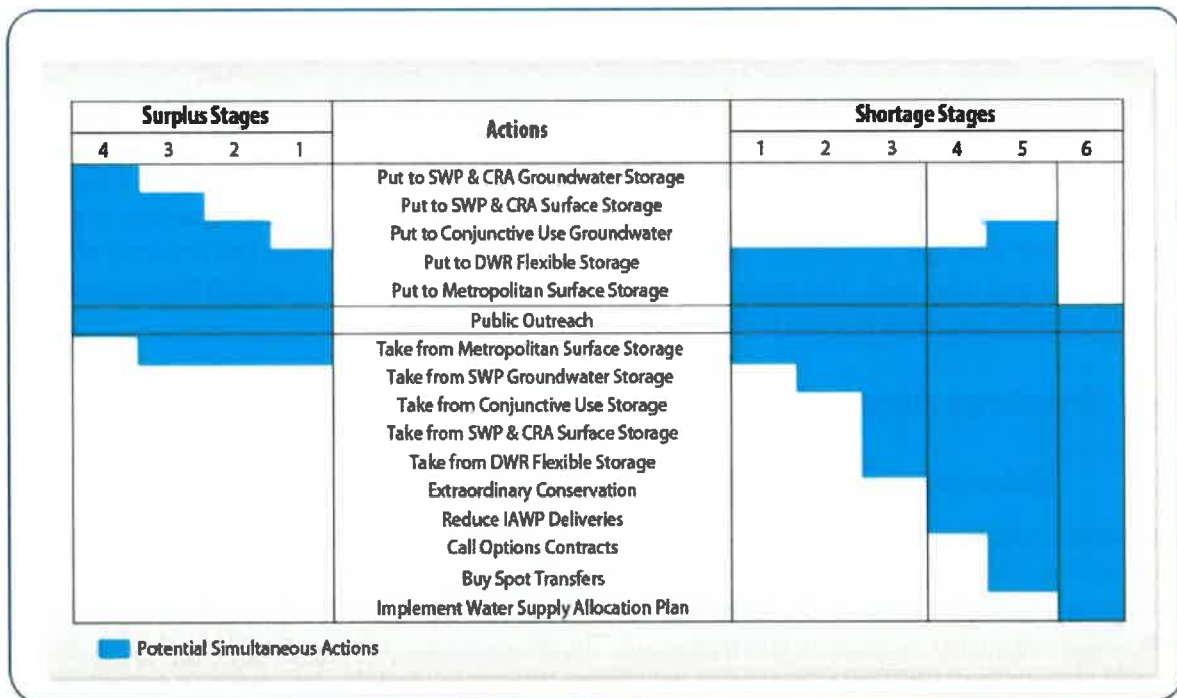 Surplus Stages
Actions
Shortage Stages
4 3 2 1
1 2 3 4 5 6
Put to SWP & CRA Groundwater Storage
Put to SWP & CRA Surface Storage
Put to Conjunctive Use Groundwater
Put to DWR Flexible Storage
Put to Metropolitan Surface Storage
Public Outreach
Take from Metropolitan Surface Storage
Take from SWP Groundwater Storage
Take from Conjunctive Use Storage
Take from SWP & CRA Surface Storage
Take from DWR Flexible Storage
Extraordinary Conservation
Reduce IAWP Deliveries
Call Options Contracts
Buy Spot Transfers
Implement Water Supply Allocation Plan
Potential Simultaneous Actions